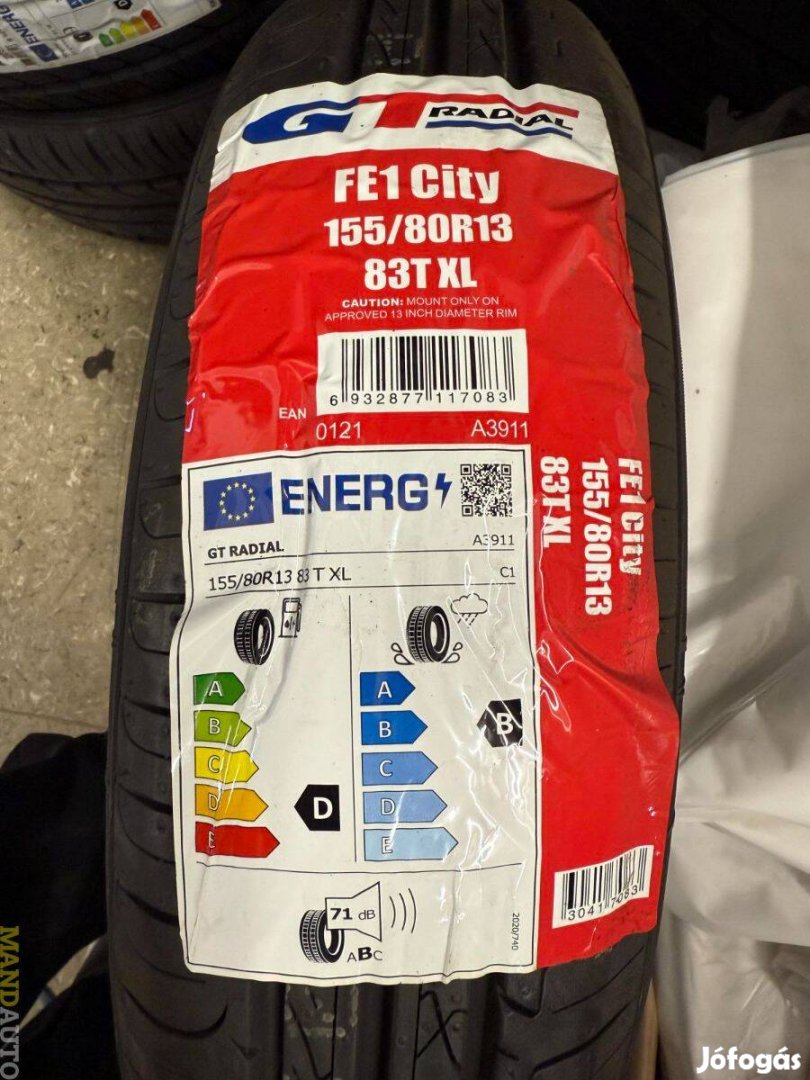 ENERG
GT RADIAL
FE1 City
155/80R13
83T XL
CAUTION: MOUNT ONLY ON
APPROVED 13 INCH DIAMETER RIM
6 932877 117083
EAN
0121 A3911
FE1 City
155/80R13
83T XL
ENERG
GT RADIAL A3911
155/80R13 83 T XL C1
A
B
C
D
E
D
A
B
C
D
E
B
71 dB
ABC
2020/740
MANDAUTO
Jófogás